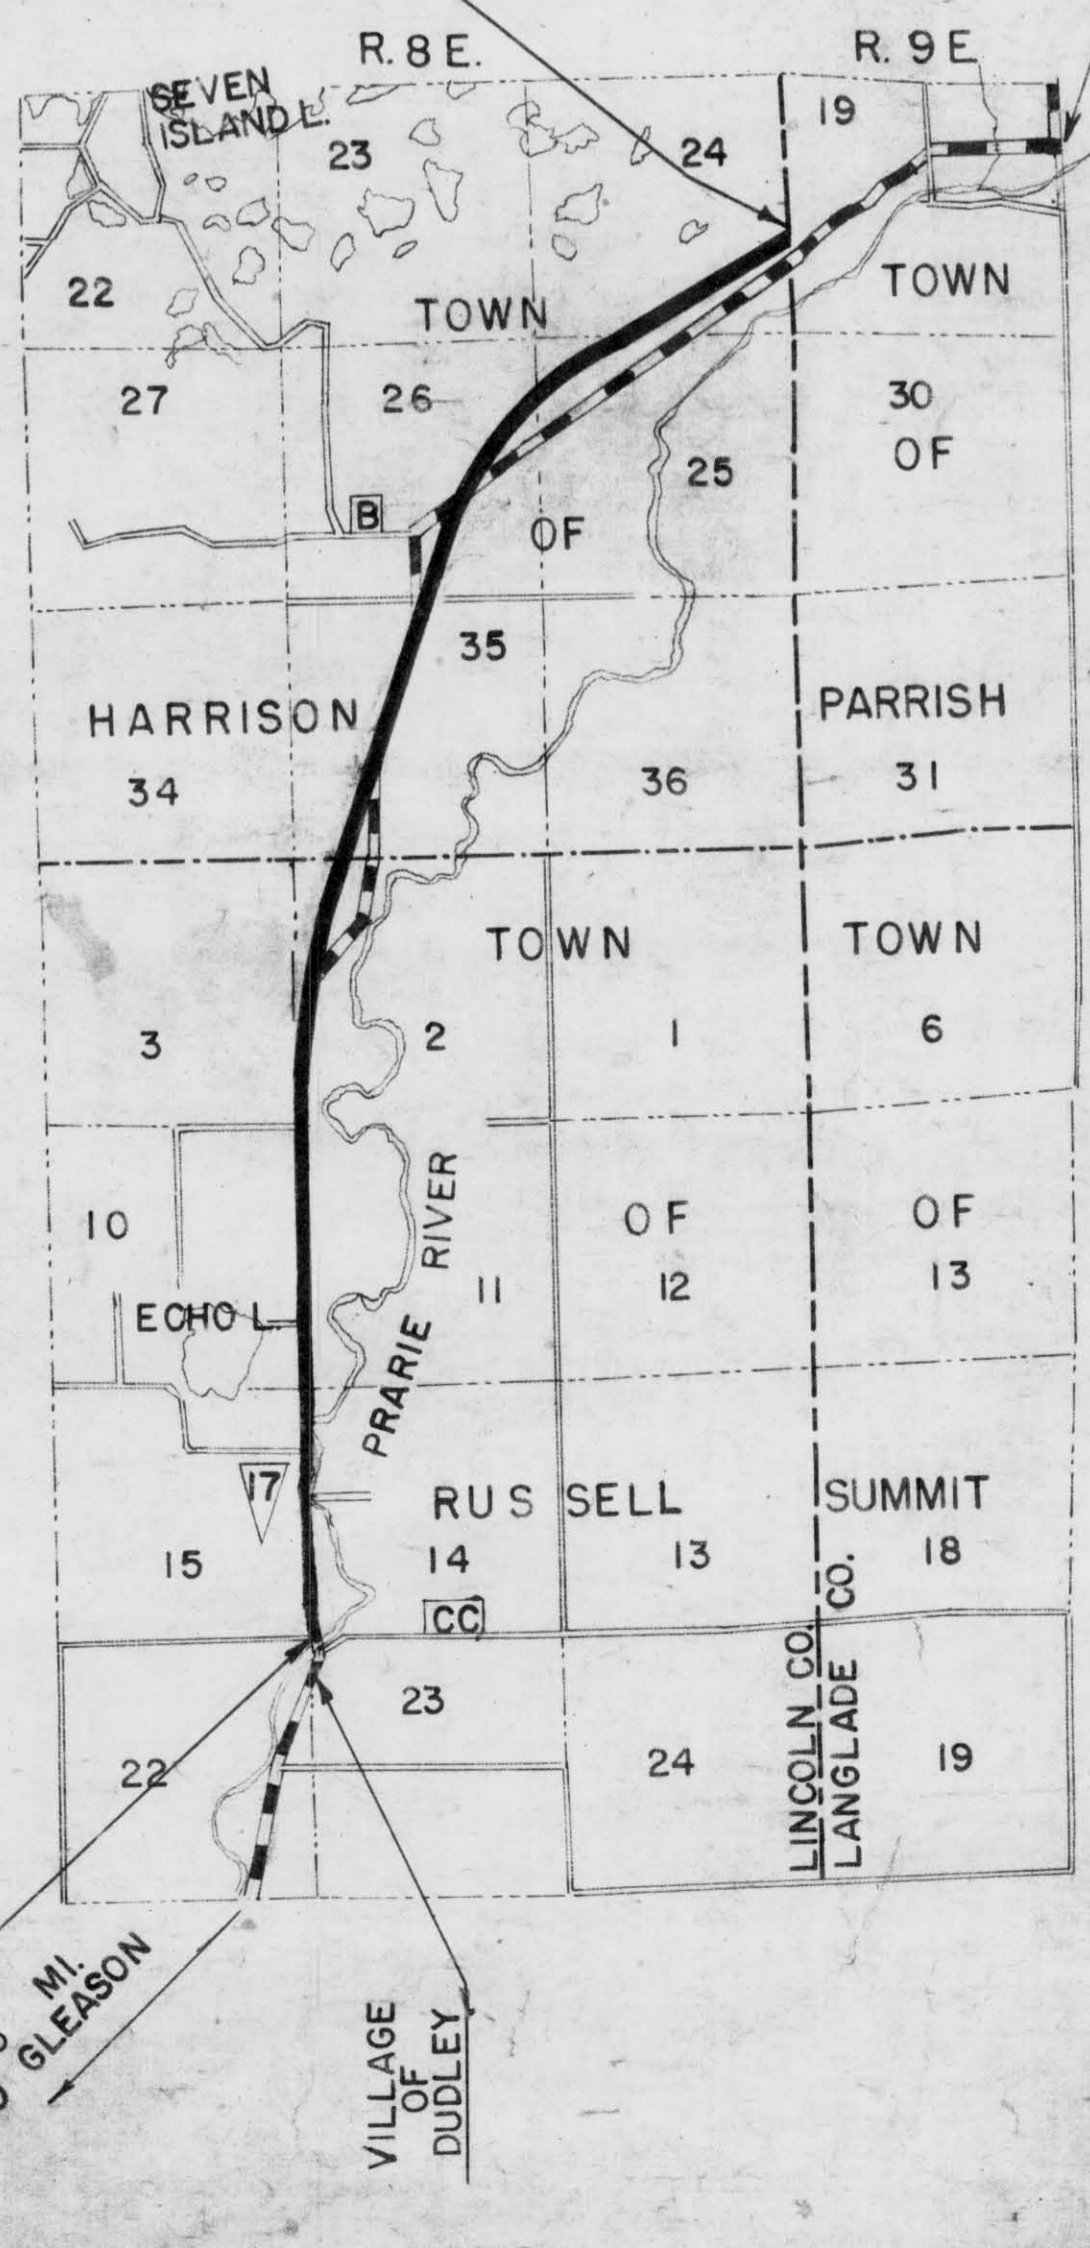 R. 8 E.
R. 9 E
SEVEN
ISLAND L.
23
24
19
22
TOWN
TOWN
27
26
30
25
OF
B
OF
35
HARRISON
PARRISH
34
36
31
TOWN
TOWN
3
2
1
6
10
RIVER
OF
OF
11
12
13
ECHO L.
PRARIE
17
RUSSELL
SUMMIT
15
14
13
18
CC
22
23
24
19
LINCOLN CO.
LANGLADE CO.
MI.
GLEASON
VILLAGE
OF
DUDLEY